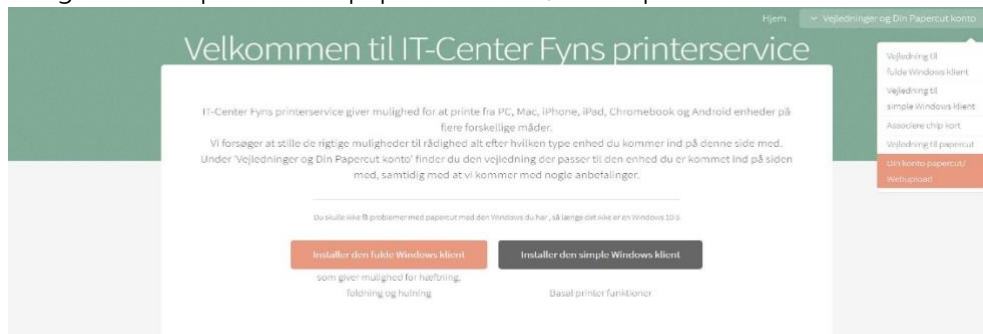 Hjem
Vejledninger og Din Papercut konto
Velkommen til IT-Center Fyns printerservice
Vejledning til
fulde Windows klient
Vejledning til
simple Windows klient
Associere chip kort
Vejledning til papercut
Din konto papercut/
Webupload
IT-Center Fyns printerservice giver mulighed for at printe fra PC, Mac, iPhone, iPad, Chromebook og Android enheder på
flere forskellige måder.
Vi forsøger at stille de rigtige muligheder til rådighed alt efter hvilken type enhed du kommer ind på denne side med.
Under 'Vejledninger og Din Papercut konto' finder du den vejledning der passer til den enhed du er kommet ind på siden
med, samtidig med at vi kommer med nogle anbefalinger.
Du skulle ikke få problemer med papercut med den Windows du har, så længe det ikke er en Windows 10 S
Installer den fulde Windows klient
Installer den simple Windows klient
som giver mulighed for hæftning,
foldning og hulning
Basal printer funktioner